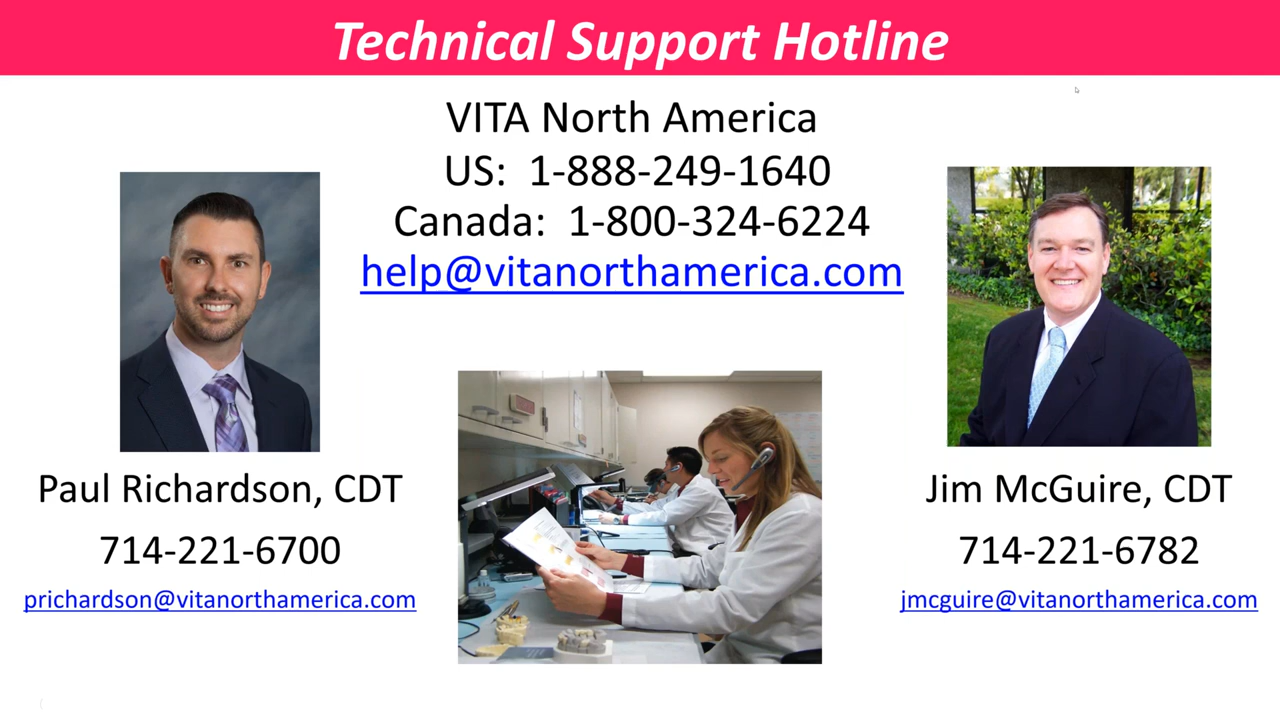 Technical Support Hotline
VITA North America
US: 1-888-249-1640
Canada: 1-800-324-6224
help@vitanorthamerica.com
Paul Richardson, CDT
714-221-6700
prichardson@vitanorthamerica.com
Jim McGuire, CDT
714-221-6782
jmcguire@vitanorthamerica.com